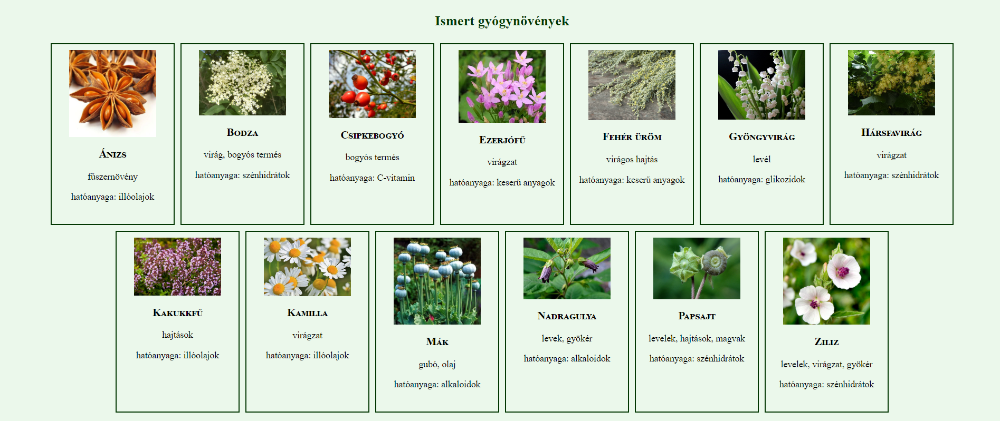 Ismert gyógynövények
Ánizs
fűszernövény
hatóanyaga: illóolajok
Bodza
virág, bogyós termés
hatóanyaga: szénhidrátok
Csipkebogyó
bogyós termés
hatóanyaga: C-vitamin
Ezerjófű
virágzat
hatóanyaga: keserű anyagok
Fehér üröm
virágos hajtás
hatóanyaga: keserű anyagok
Gyöngyvirág
levél
hatóanyaga: glikozidok
Hársfavirág
virágzat
hatóanyaga: szénhidrátok
Kakukkfű
hajtások
hatóanyaga: illóolajok
Kamilla
virágzat
hatóanyaga: illóolajok
Mák
gubó, olaj
hatóanyaga: alkaloidok
Nadragulya
levek, gyökér
hatóanyaga: alkaloidok
Papsajt
levelek, hajtások, magvak
hatóanyaga: szénhidrátok
Ziliz
levelek, virágzat, gyökér
hatóanyaga: szénhidrátok